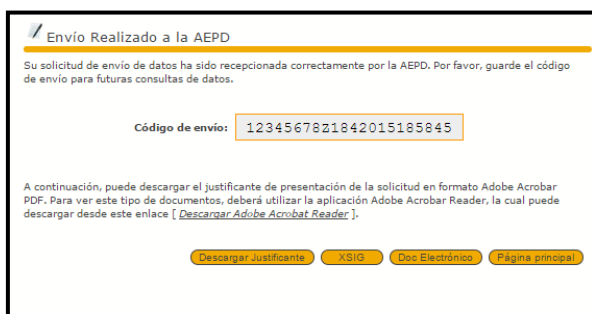 Envío Realizado a la AEPD
Su solicitud de envío de datos ha sido recepcionada correctamente por la AEPD. Por favor, guarde el código
de envío para futuras consultas de datos.
Código de envío: 12345678Z1842015185845
A continuación, puede descargar el justificante de presentación de la solicitud en formato Adobe Acrobar
PDF. Para ver este tipo de documentos, deberá utilizar la aplicación Adobe Acrobar Reader, la cual puede
descargar desde este enlace [ Descargar Adobe Acrobat Reader ].
Descargar Justificante XSIG Doc Electrónico Página principal